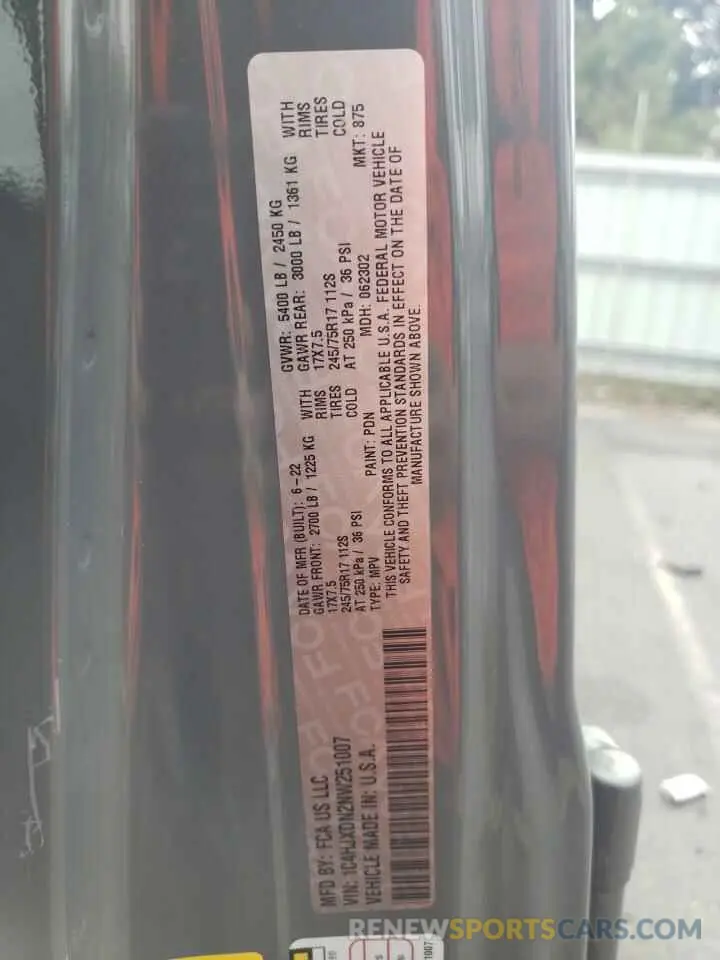 MFD BY: FCA US LLC
DATE OF MFR (BUILT): 6-22
GVWR: 5400 LB / 2450 KG
GAWR FRONT: 2700 LB / 1225 KG WITH
GAWR REAR: 3000 LB / 1361 KG WITH
17X7.5 RIMS
17X7.5 RIMS
245/75R17 112S TIRES
245/75R17 112S TIRES
AT 250 kPa / 36 PSI COLD
AT 250 kPa / 36 PSI COLD
VIN: 1C4HJXDN2NW251007
TYPE: MPV
PAINT: PDN
MDH: 062302
MKT: 875
VEHICLE MADE IN: U.S.A.
THIS VEHICLE CONFORMS TO ALL APPLICABLE U.S.A. FEDERAL MOTOR VEHICLE
SAFETY AND THEFT PREVENTION STANDARDS IN EFFECT ON THE DATE OF
MANUFACTURE SHOWN ABOVE.
1007
RENEWSPORTSCARS.COM